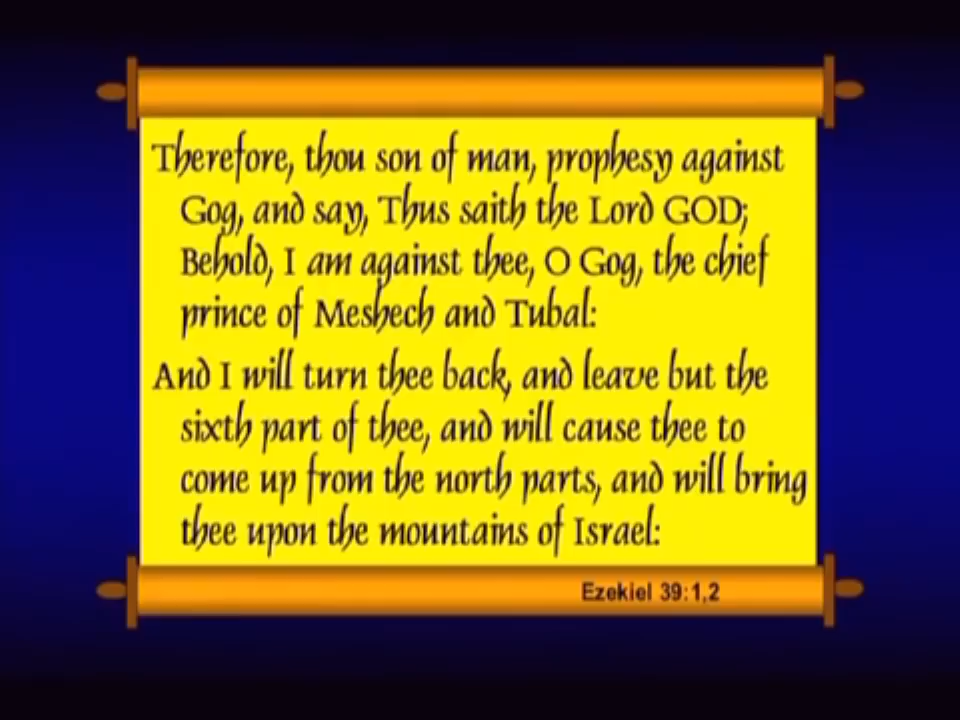 Therefore, thou son of man, prophesy against
Gog, and say, Thus saith the Lord GOD;
Behold, I am against thee, O Gog, the chief
prince of Meshech and Tubal:
And I will turn thee back, and leave but the
sixth part of thee, and will cause thee to
come up from the north parts, and will bring
thee upon the mountains of Israel:
Ezekiel 39:1,2